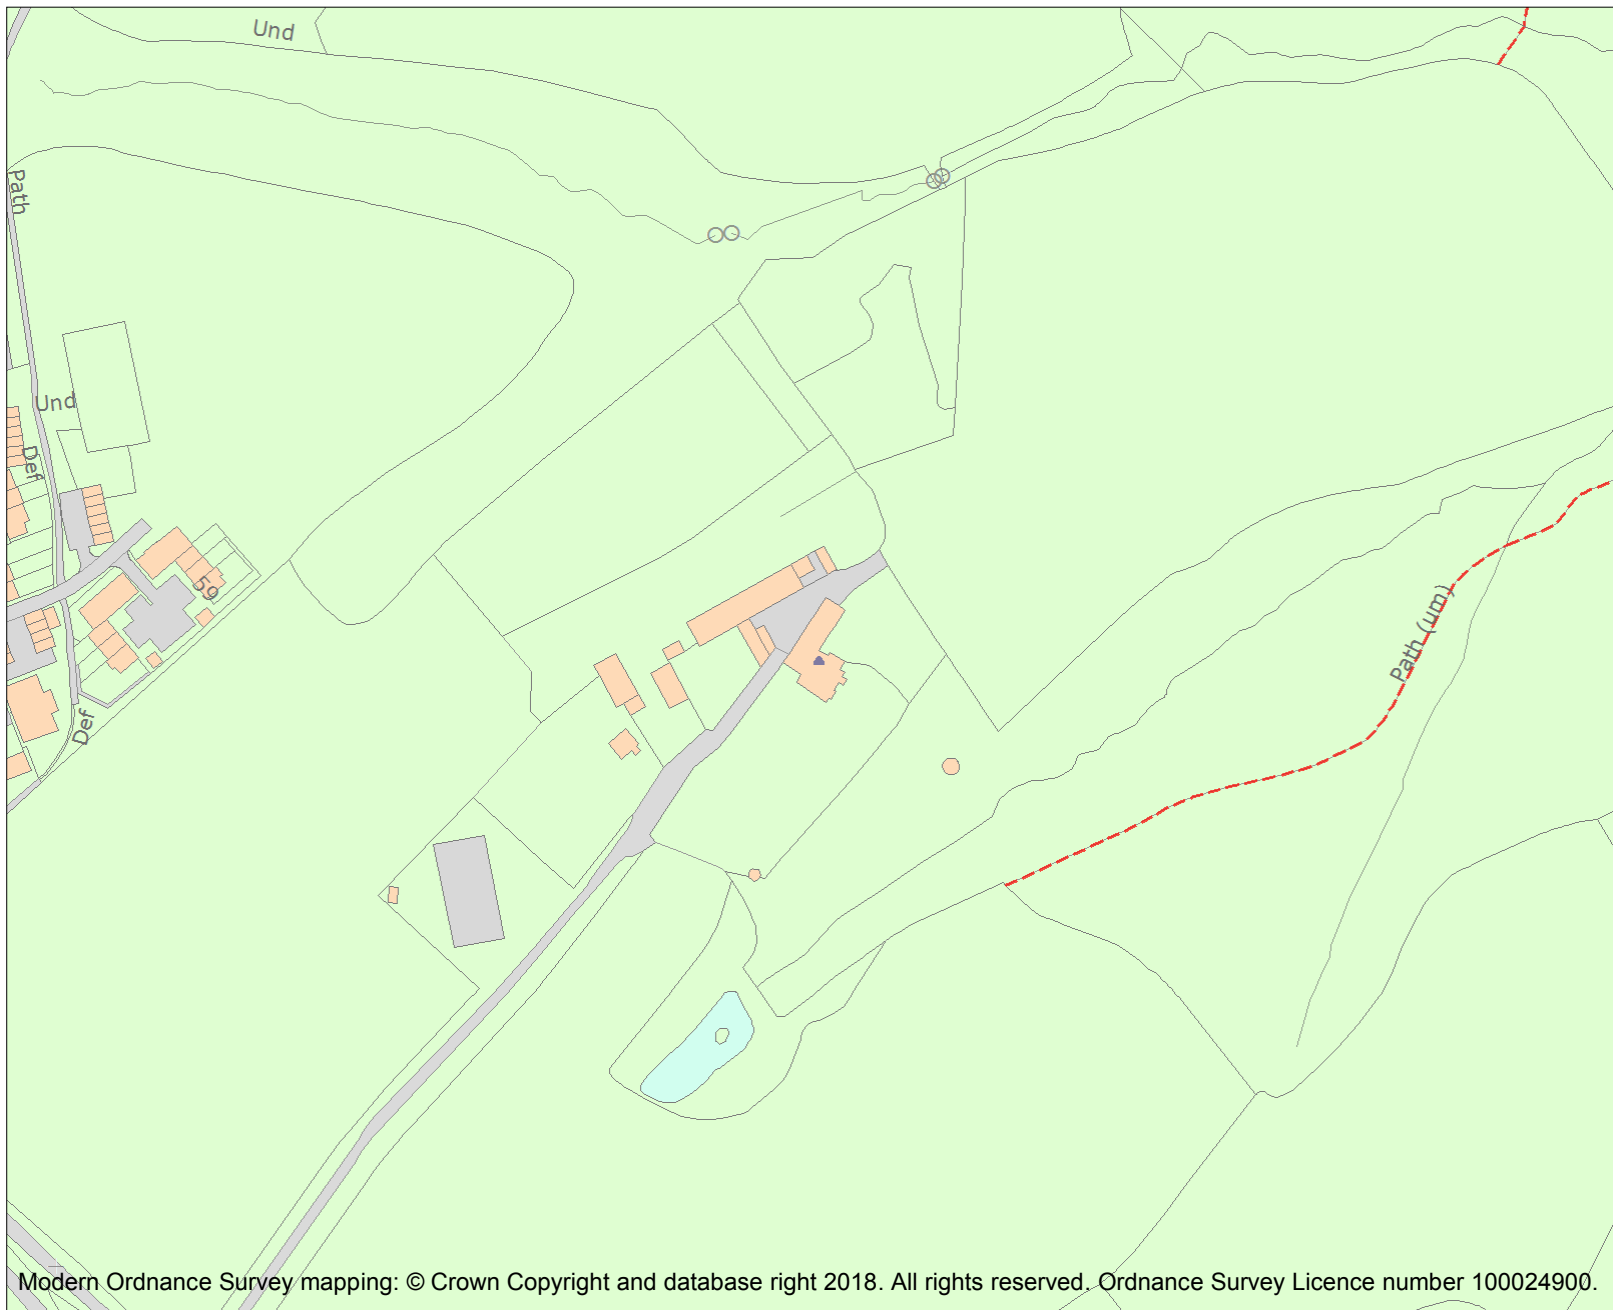 Und
Path
Und
Def
59
Path (um)
Def
Modern Ordnance Survey mapping: © Crown Copyright and database right 2018. All rights reserved. Ordnance Survey Licence number 100024900.